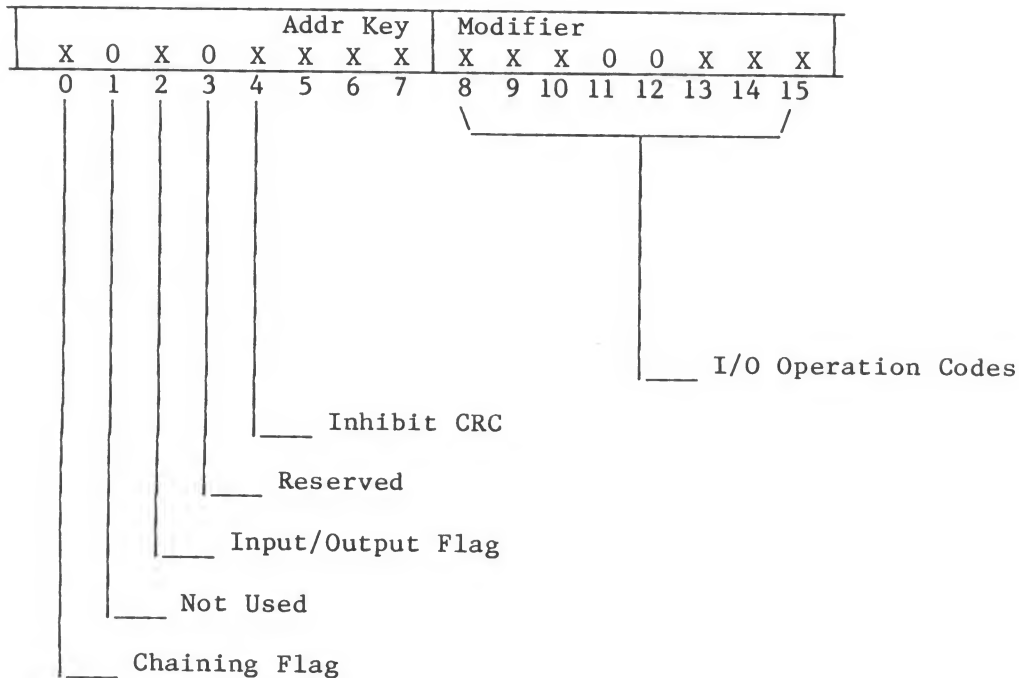 Addr Key Modifier
X 0 X 0 X X X X X X X 0 0 X X X
0 1 2 3 4 5 6 7 8 9 10 11 12 13 14 15
I/O Operation Codes
Inhibit CRC
Reserved
Input/Output Flag
Not Used
Chaining Flag